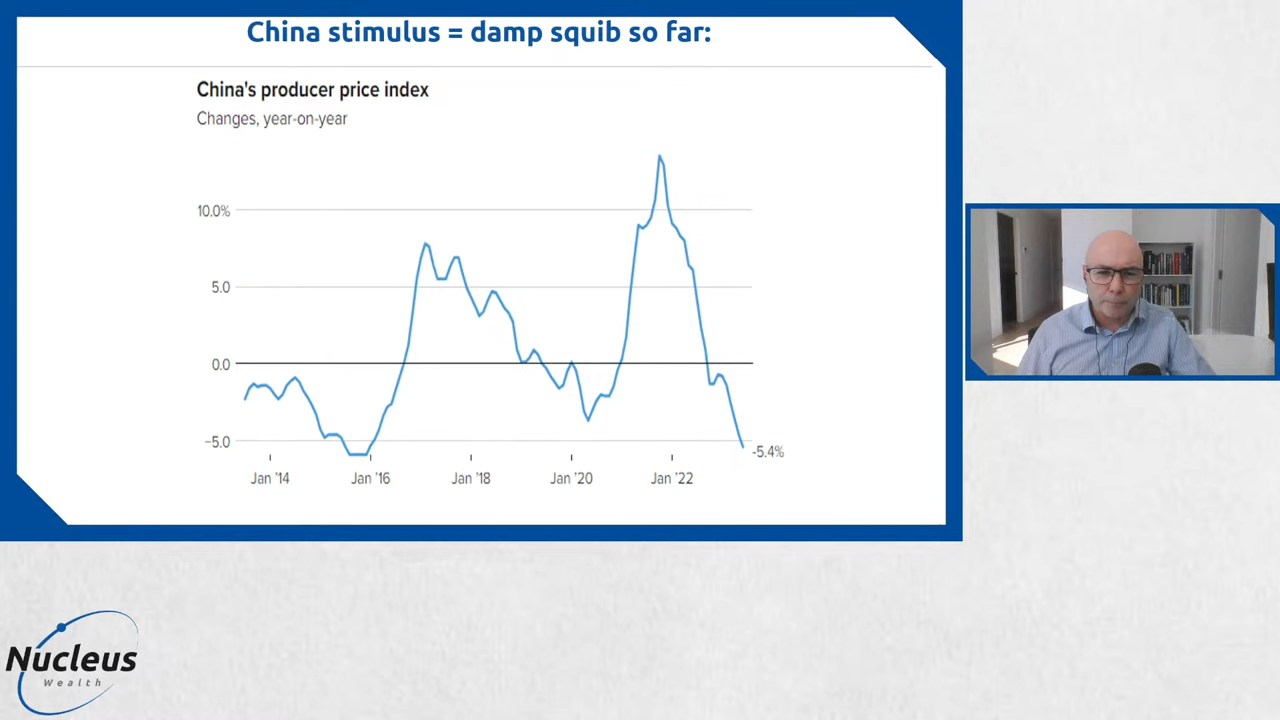 China stimulus = damp squib so far:
China's producer price index
Changes, year-on-year
10.0%
5.0
0.0
−5.0
-5.4%
Jan '14 Jan '16 Jan '18 Jan '20 Jan '22
Nucleus
Wealth